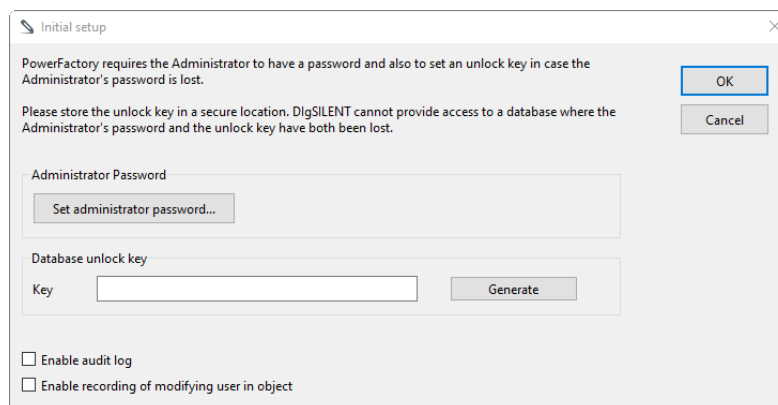 Initial setup
PowerFactory requires the Administrator to have a password and also to set an unlock key in case the
Administrator's password is lost.
OK
Please store the unlock key in a secure location. DIgSILENT cannot provide access to a database where the
Administrator's password and the unlock key have both been lost.
Cancel
Administrator Password
Set administrator password...
Database unlock key
Key
Generate
Enable audit log
Enable recording of modifying user in object